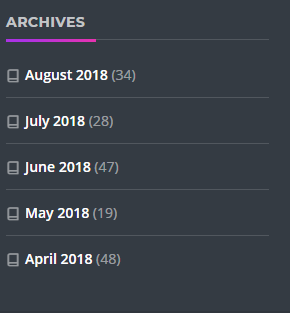 ARCHIVES
August 2018 (34)
July 2018 (28)
June 2018 (47)
May 2018 (19)
April 2018 (48)